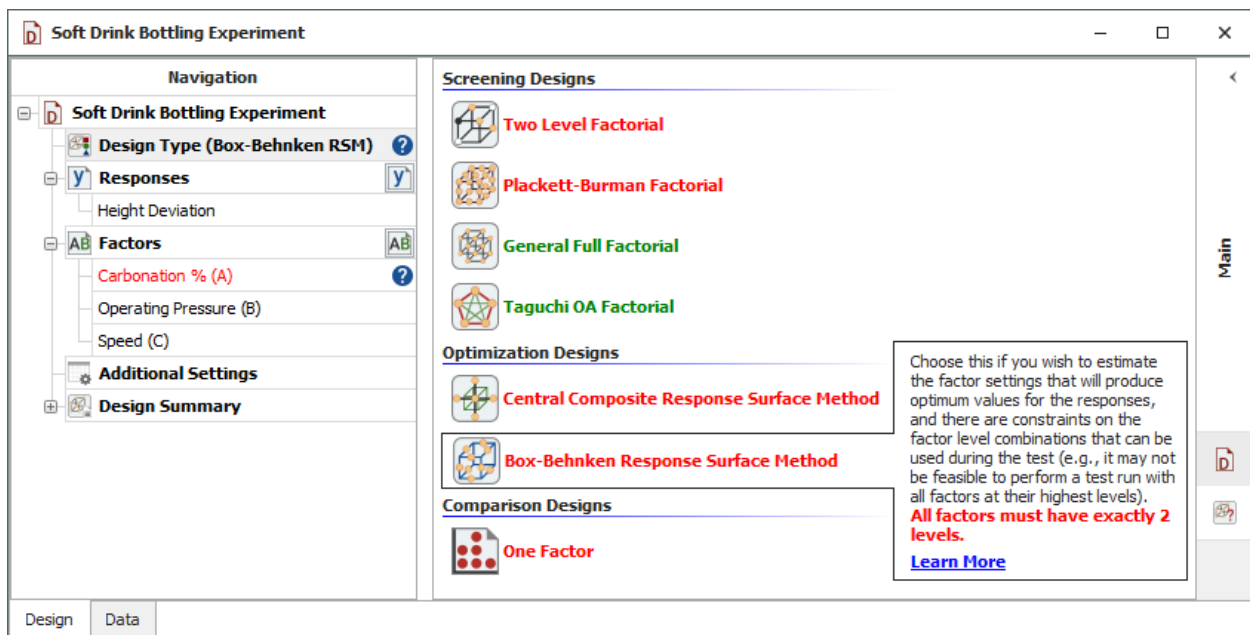 Soft Drink Bottling Experiment
Navigation
Soft Drink Bottling Experiment
Design Type (Box-Behnken RSM)
Responses
Height Deviation
Factors
Carbonation % (A)
Operating Pressure (B)
Speed (C)
Additional Settings
Design Summary
Screening Designs
Two Level Factorial
Plackett-Burman Factorial
General Full Factorial
Taguchi OA Factorial
Optimization Designs
Central Composite Response Surface Method
Box-Behnken Response Surface Method
Comparison Designs
One Factor
Choose this if you wish to estimate
the factor settings that will produce
optimum values for the responses,
and there are constraints on the
factor level combinations that can be
used during the test (e.g., it may not
be feasible to perform a test run with
all factors at their highest levels).
All factors must have exactly 2
levels.
Learn More
Main
Design
Data